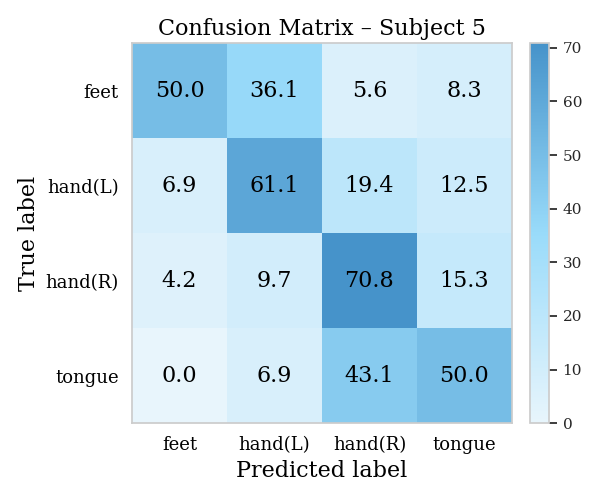 Confusion Matrix – Subject 5
True label
feet 50.0 36.1 5.6 8.3
hand(L) 6.9 61.1 19.4 12.5
hand(R) 4.2 9.7 70.8 15.3
tongue 0.0 6.9 43.1 50.0
feet hand(L) hand(R) tongue
Predicted label
70
60
50
40
30
20
10
0